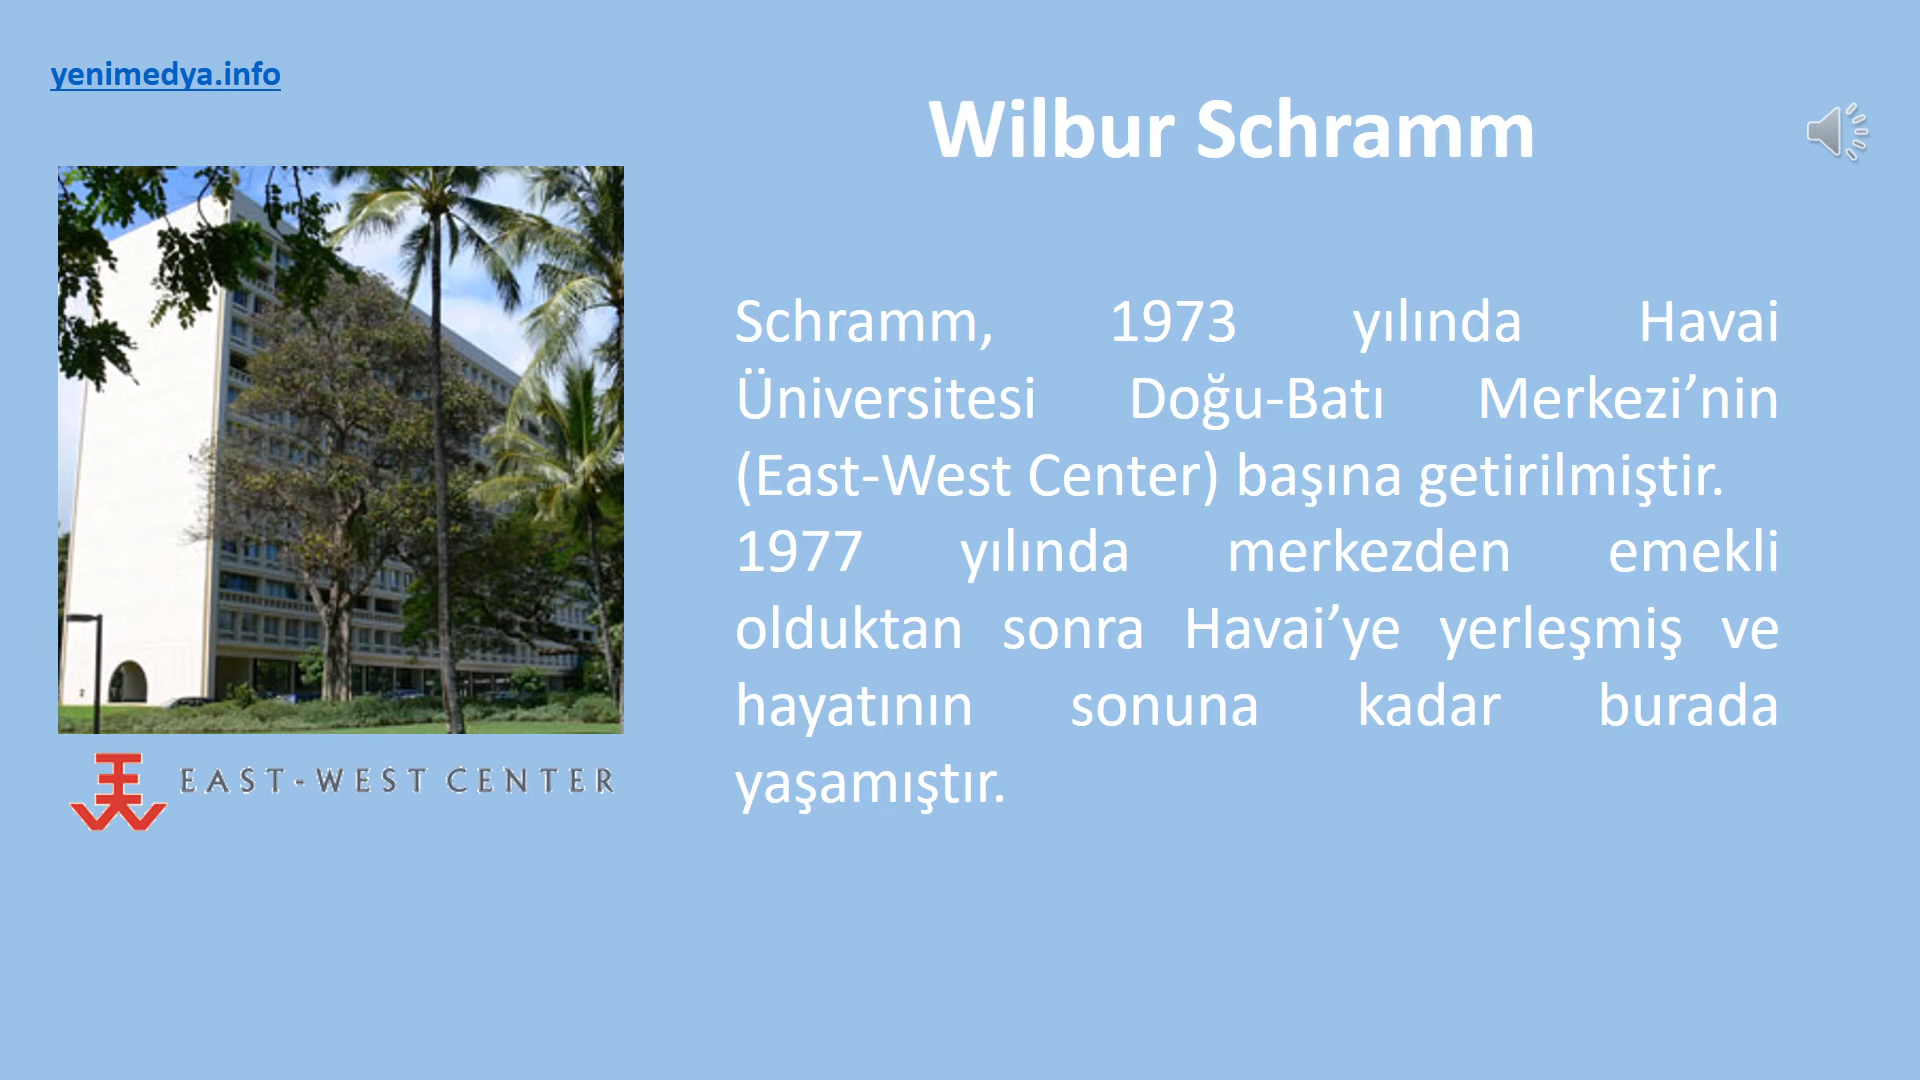 yenimedya.info
Wilbur Schramm
Schramm, 1973 yılında Havai
Üniversitesi Doğu-Batı Merkezi’nin
(East-West Center) başına getirilmiştir.
1977 yılında merkezden emekli
olduktan sonra Havai’ye yerleşmiş ve
hayatının sonuna kadar burada
yaşamıştır.
EAST-WEST CENTER